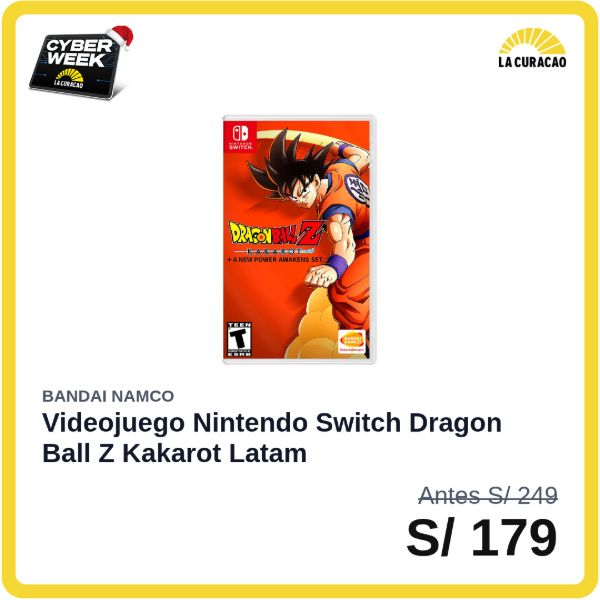 CYBER
WEEK
LA CURACAO
LA CURACAO
NINTENDO
SWITCH
DRAGON BALL Z
KAKAROT
+ A NEW POWER AWAKENS SET
TEEN
T
ESRB
BANDAI
NAMCO
Entertainment
BANDAI NAMCO
Videojuego Nintendo Switch Dragon
Ball Z Kakarot Latam
Antes S/ 249
S/ 179